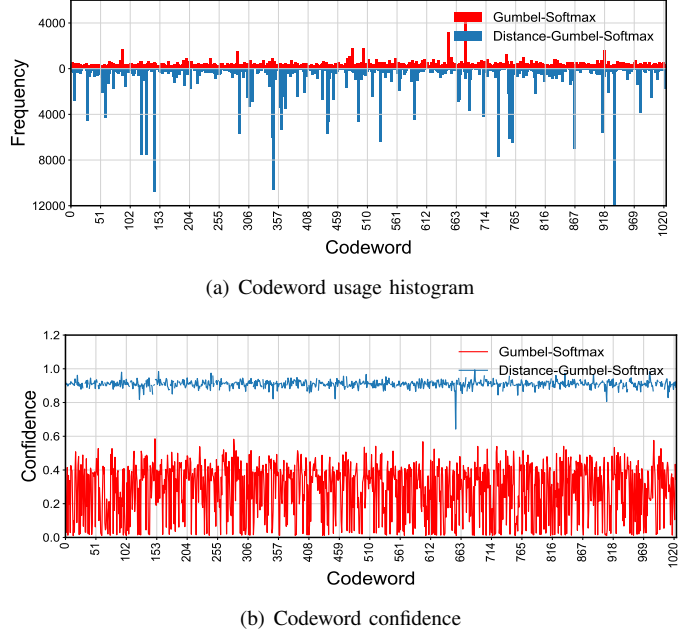 Gumbel-Softmax
Distance-Gumbel-Softmax
Frequency
4000
0
4000
8000
12000
0 51 102 153 204 255 306 357 408 459 510 561 612 663 714 765 816 867 918 969 1020
Codeword
(a) Codeword usage histogram
Gumbel-Softmax
Distance-Gumbel-Softmax
Confidence
1.2
1.0
0.8
0.6
0.4
0.2
0.0
0 51 102 153 204 255 306 357 408 459 510 561 612 663 714 765 816 867 918 969 1020
Codeword
(b) Codeword confidence